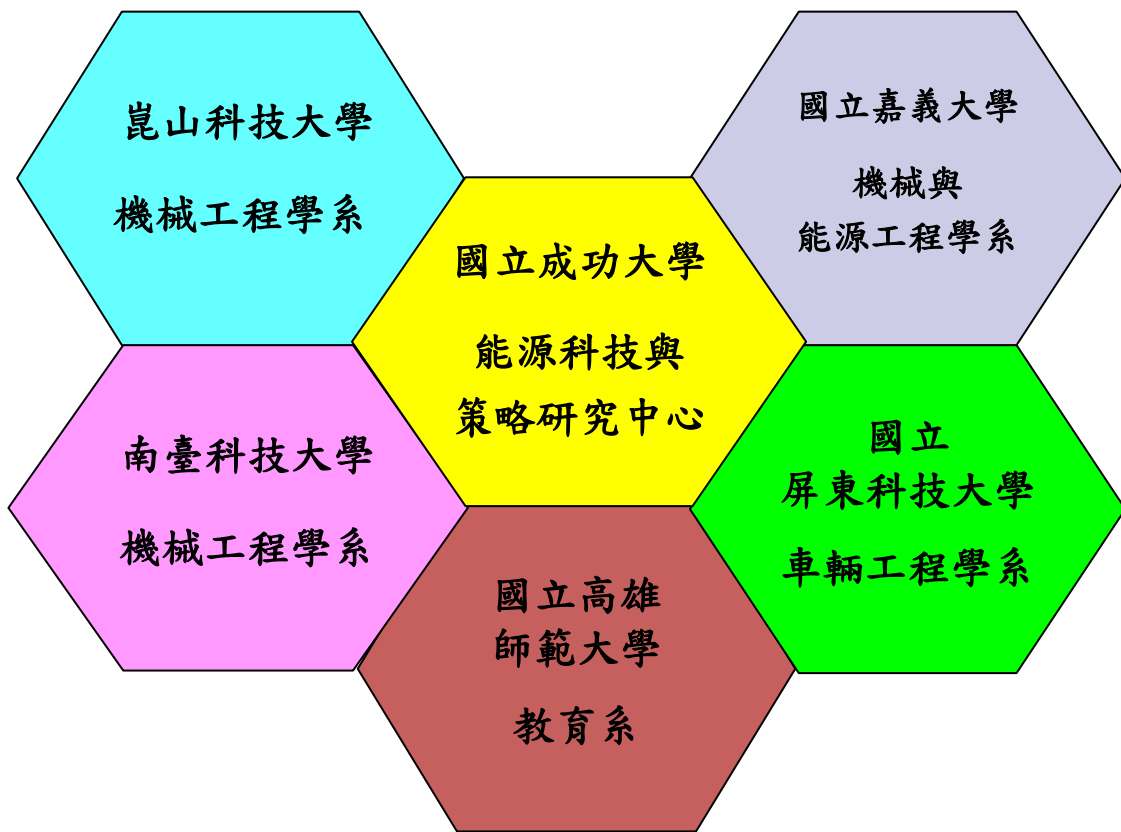 崑山科技大學
機械工程學系
國立嘉義大學
機械與
能源工程學系
國立成功大學
能源科技與
策略研究中心
南臺科技大學
機械工程學系
國立
屏東科技大學
車輛工程學系
國立高雄
師範大學
教育系